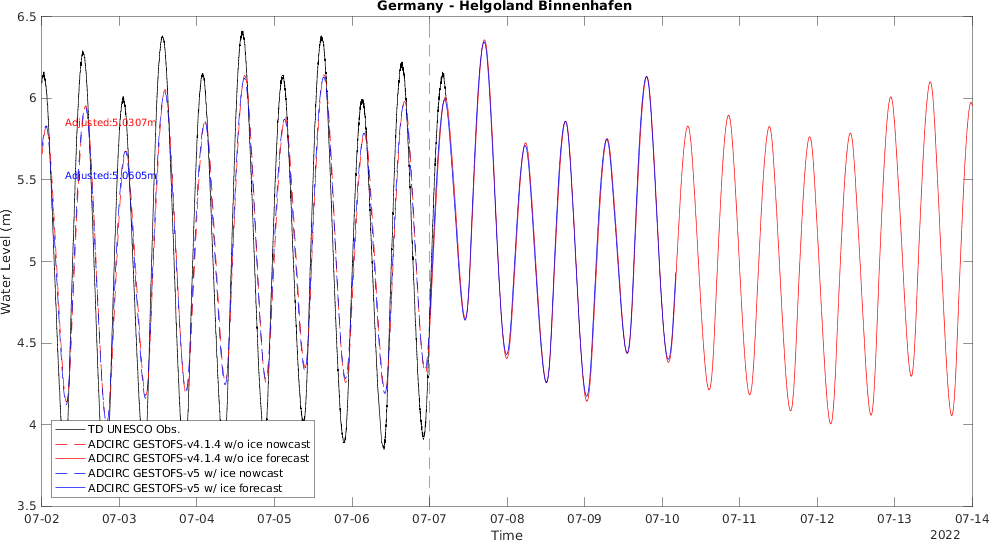 Germany - Helgoland Binnenhafen
6.5
6
5.5
5
4.5
4
3.5
Water Level (m)
Adjusted:5.0307m
Adjusted:5.0605m
TD UNESCO Obs.
ADCIRC GESTOFS-v4.1.4 w/o ice nowcast
ADCIRC GESTOFS-v4.1.4 w/o ice forecast
ADCIRC GESTOFS-v5 w/ ice nowcast
ADCIRC GESTOFS-v5 w/ ice forecast
07-02 07-03 07-04 07-05 07-06 07-07 07-08 07-09 07-10 07-11 07-12 07-13 07-14
Time
2022